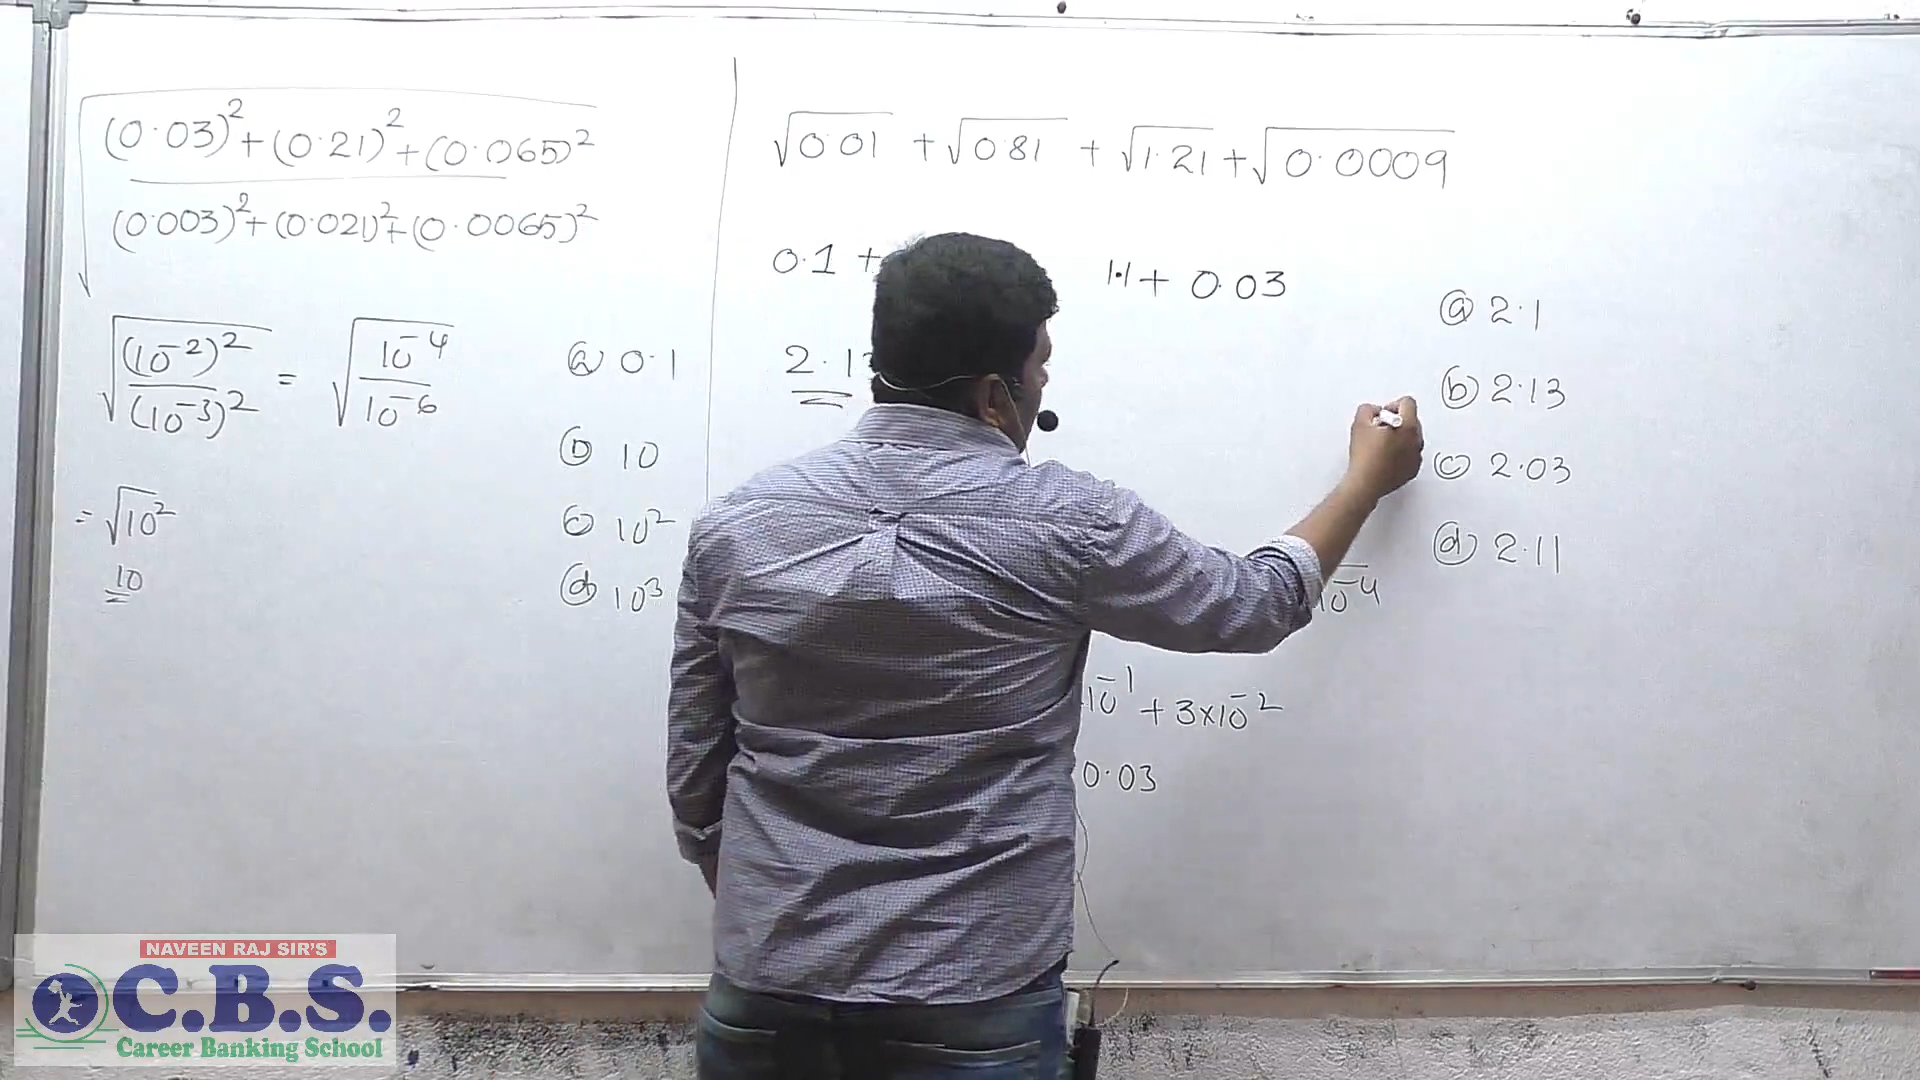 √(0.03)² + (0.21)² + (0.065)²
(0.003)² + (0.021)² + (0.0065)²
√(10⁻²)² / (10⁻³)² = √10⁻⁴ / 10⁻⁶
= √10²
10
ⓐ 0.1
ⓑ 10
ⓒ 10²
ⓓ 10³
√0.01 + √0.81 + √1.21 + √0.0009
0.1 + 1.1 + 0.03
2.1
10⁻⁴
10⁻¹ + 3×10⁻²
0.03
ⓐ 2.1
ⓑ 2.13
ⓒ 2.03
ⓓ 2.11
NAVEEN RAJ SIR'S
C.B.S.
Career Banking School